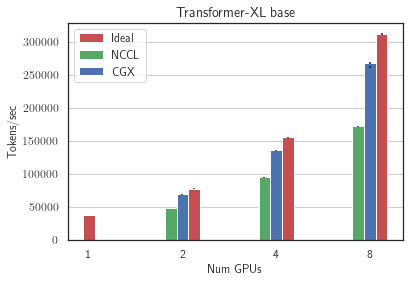 Transformer-XL base
Ideal
NCCL
CGX
Tokens/sec
300000
250000
200000
150000
100000
50000
0
1 2 4 8
Num GPUs